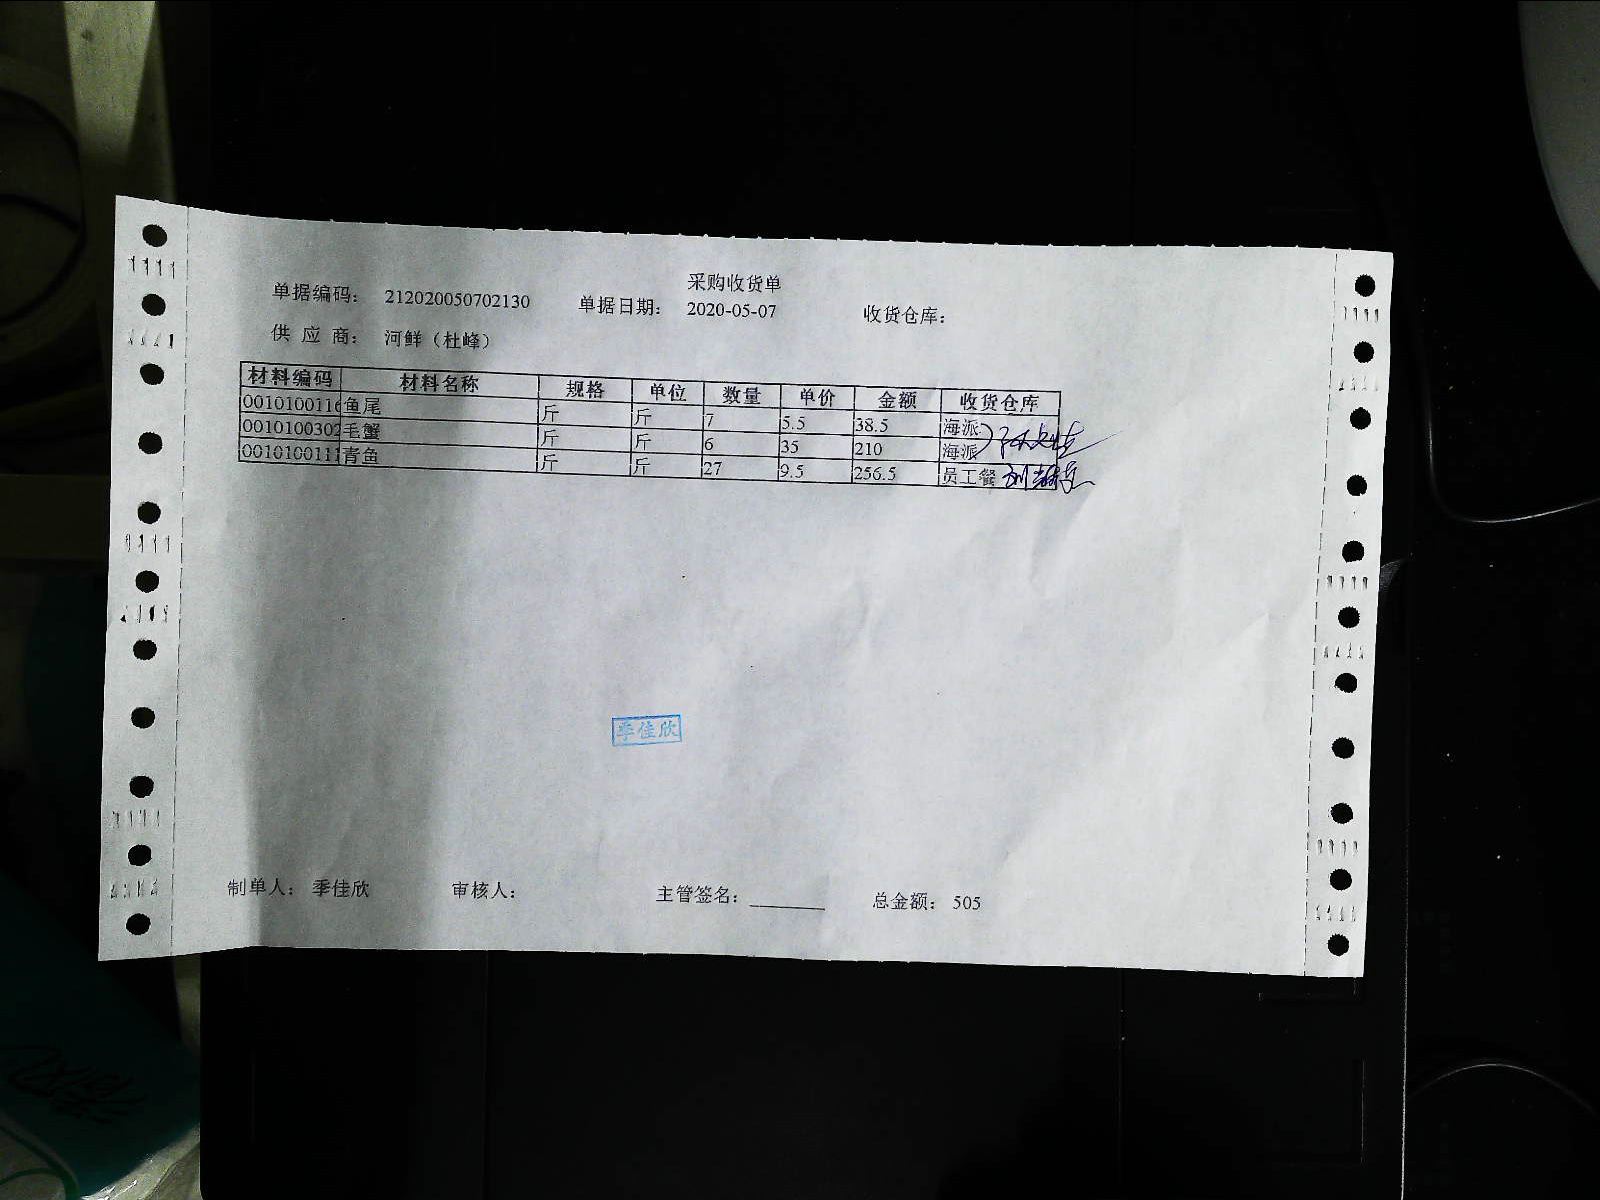 采购收货单
单据编码： 212020050702130 单据日期： 2020-05-07 收货仓库：
供 应 商： 河鲜（杜峰）
材料编码 材料名称 规格 单位 数量 单价 金额 收货仓库
0010100116 鱼尾 斤 斤 7 5.5 38.5 海派
0010100302 毛蟹 斤 斤 6 35 210 海派
0010100111 青鱼 斤 斤 27 9.5 256.5 员工餐
季佳欣
制单人： 季佳欣 审核人： 主管签名： 总金额： 505